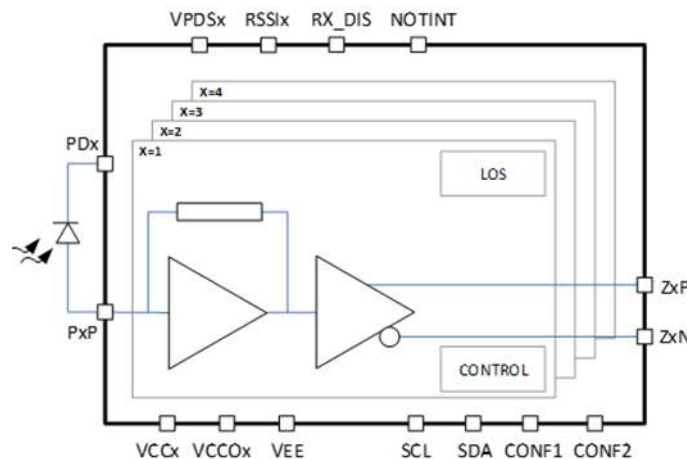 VPDSx RSSIx RX_DIS NOTINT
X=4
X=3
X=2
X=1
PDx
LOS
PxP
ZxP
ZxN
CONTROL
VCCx VCCOx VEE SCL SDA CONF1 CONF2